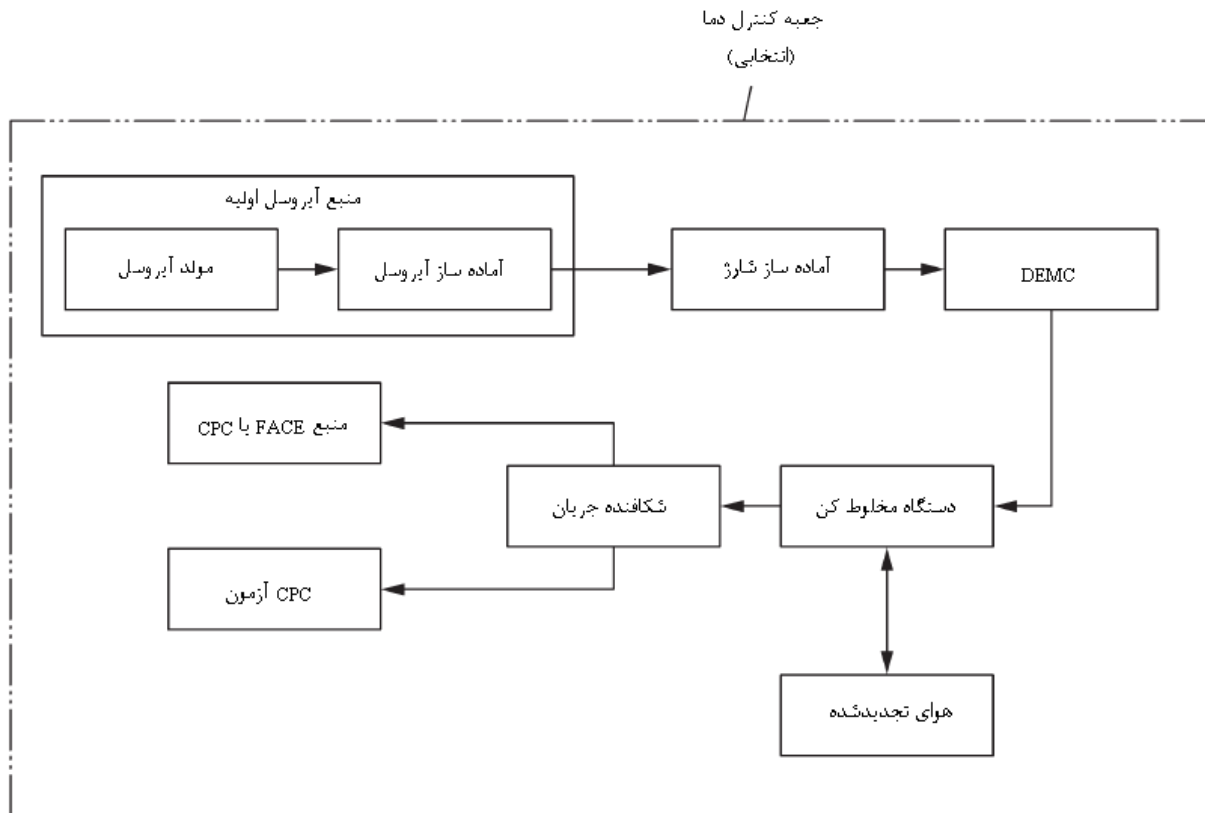 جعبه کنترل دما
(انتخابی)
منبع آیروسل اولیه
مولد آیروسل
آماده ساز آیروسل
آماده ساز شارژ
DEMC
منبع FACE یا CPC
شکافنده جریان
دستگاه مخلوط کن
CPC آزمون
هوای تجدیدشده